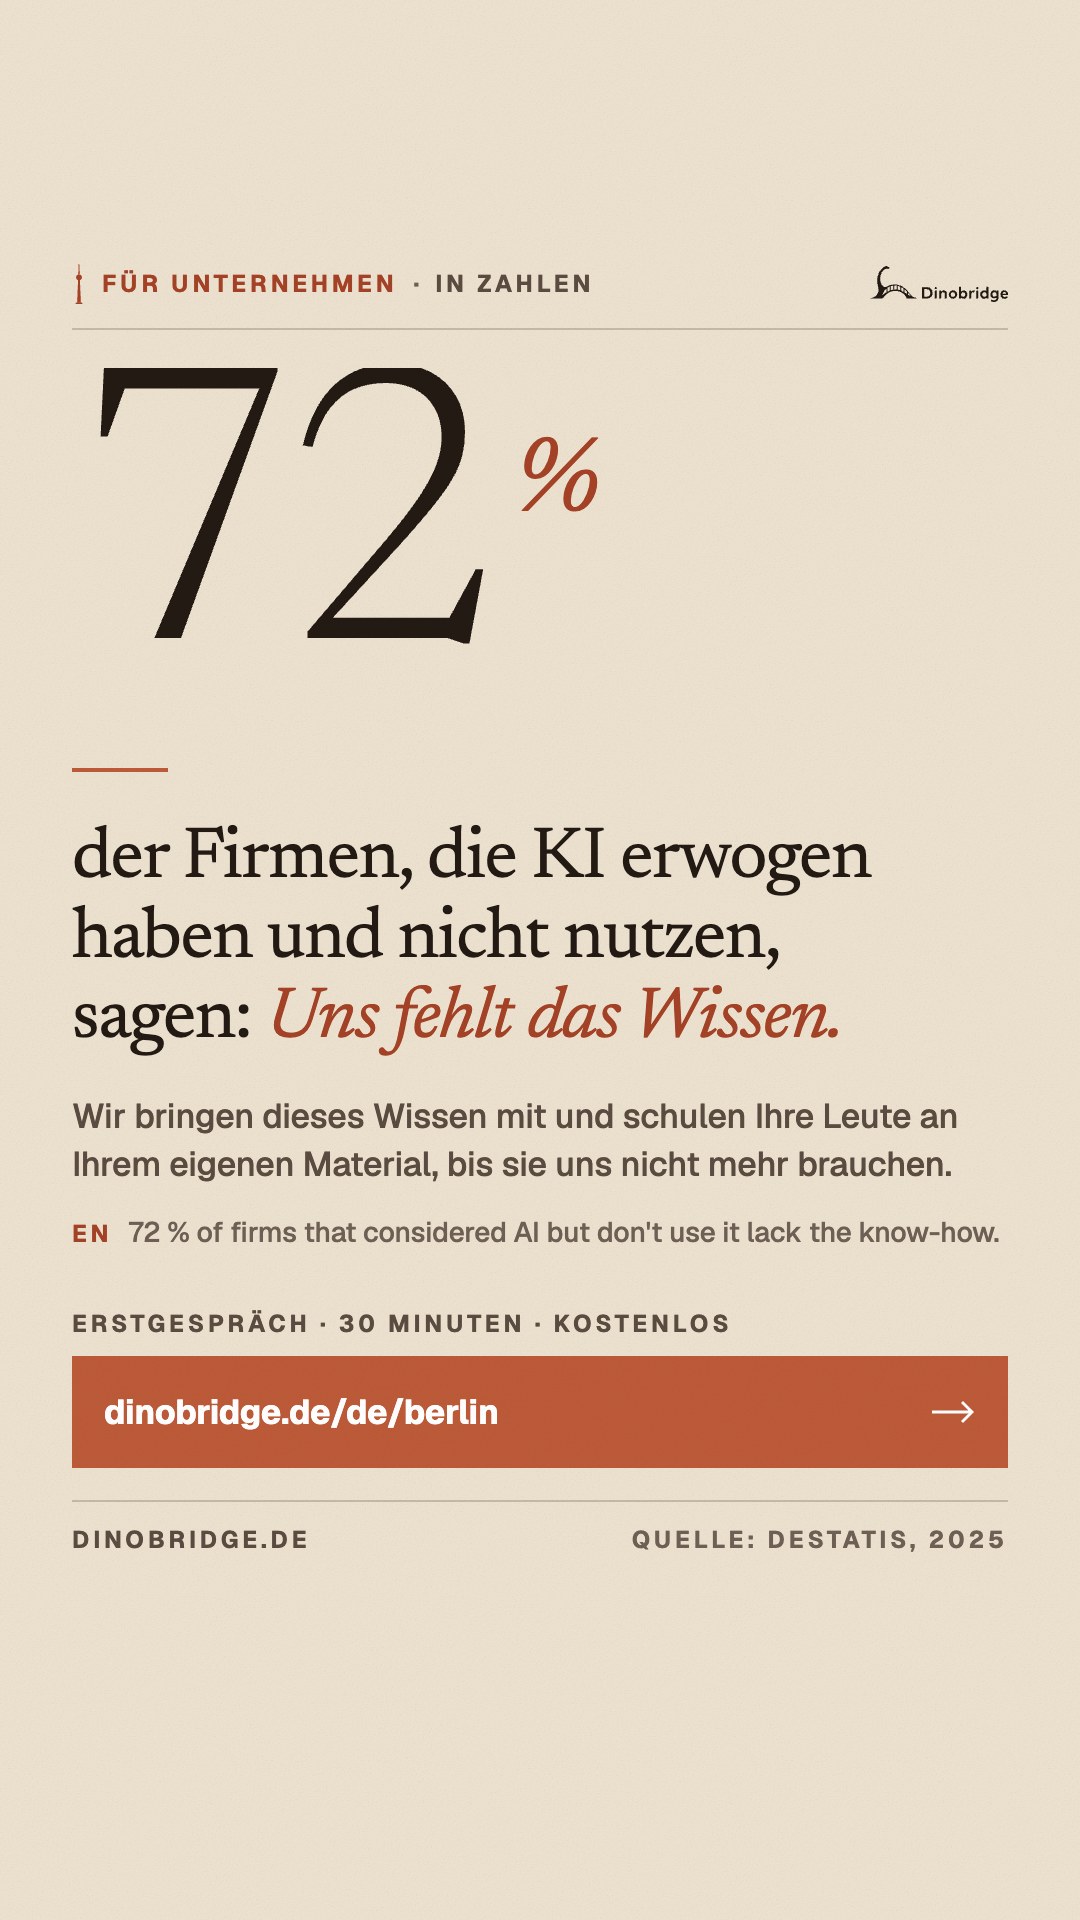 FÜR UNTERNEHMEN · IN ZAHLEN
Dinobridge
72 %
der Firmen, die KI erwogen
haben und nicht nutzen,
sagen: Uns fehlt das Wissen.
Wir bringen dieses Wissen mit und schulen Ihre Leute an
Ihrem eigenen Material, bis sie uns nicht mehr brauchen.
EN 72 % of firms that considered AI but don't use it lack the know-how.
ERSTGESPRÄCH · 30 MINUTEN · KOSTENLOS
dinobridge.de/de/berlin →
DINOBRIDGE.DE
QUELLE: DESTATIS, 2025